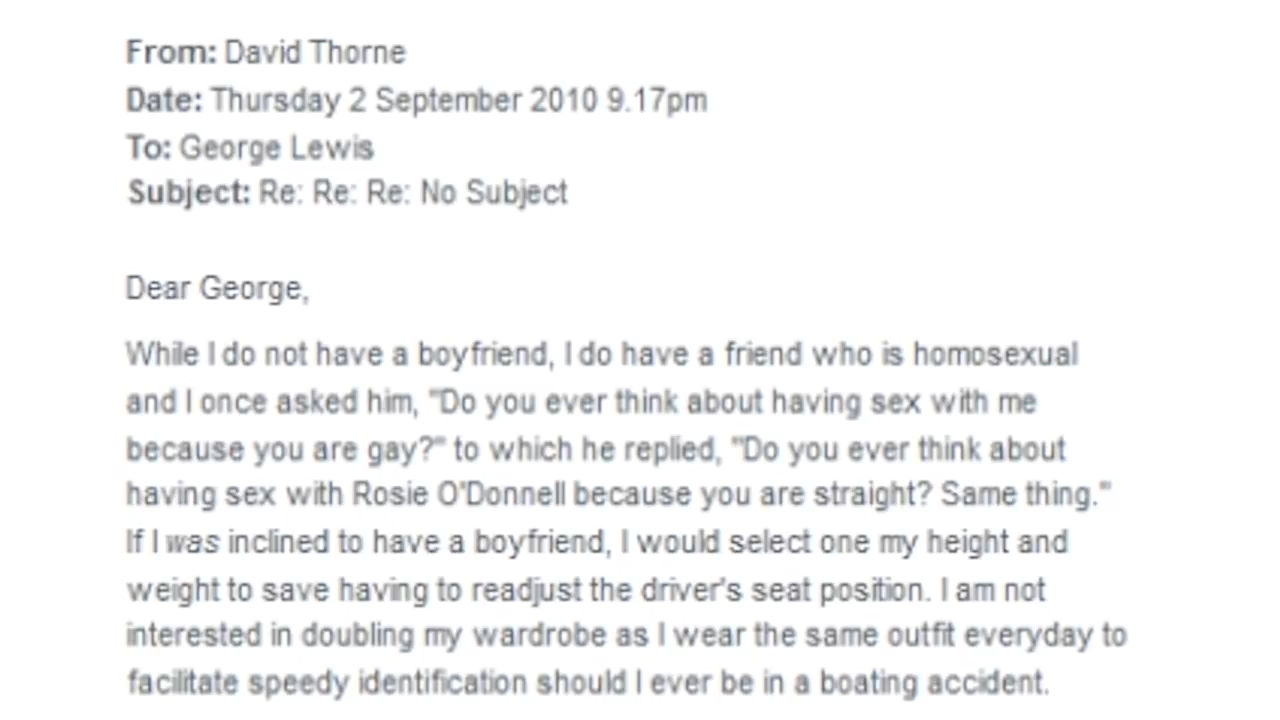 From: David Thorne
Date: Thursday 2 September 2010 9.17pm
To: George Lewis
Subject: Re: Re: Re: No Subject
Dear George,
While I do not have a boyfriend, I do have a friend who is homosexual
and I once asked him, "Do you ever think about having sex with me
because you are gay?" to which he replied, "Do you ever think about
having sex with Rosie O'Donnell because you are straight? Same thing."
If I was inclined to have a boyfriend, I would select one my height and
weight to save having to readjust the driver's seat position. I am not
interested in doubling my wardrobe as I wear the same outfit everyday to
facilitate speedy identification should I ever be in a boating accident.